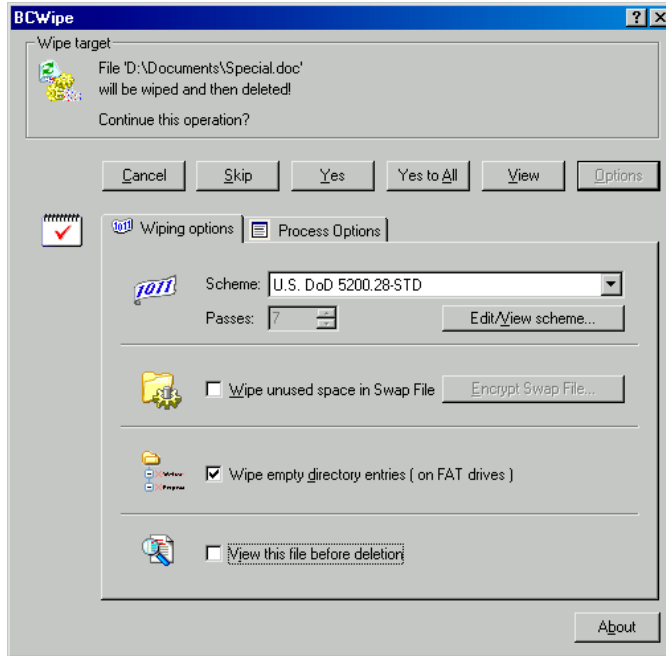 BCWipe
Wipe target
File 'D:\Documents\Special.doc'
will be wiped and then deleted!
Continue this operation?
Cancel Skip Yes Yes to All View Options
1011 Wiping options Process Options
1011 Scheme: U.S. DoD 5200.28-STD
Passes: 7 Edit/View scheme...
Wipe unused space in Swap File Encrypt Swap File...
Wipe empty directory entries ( on FAT drives )
View this file before deletion
About